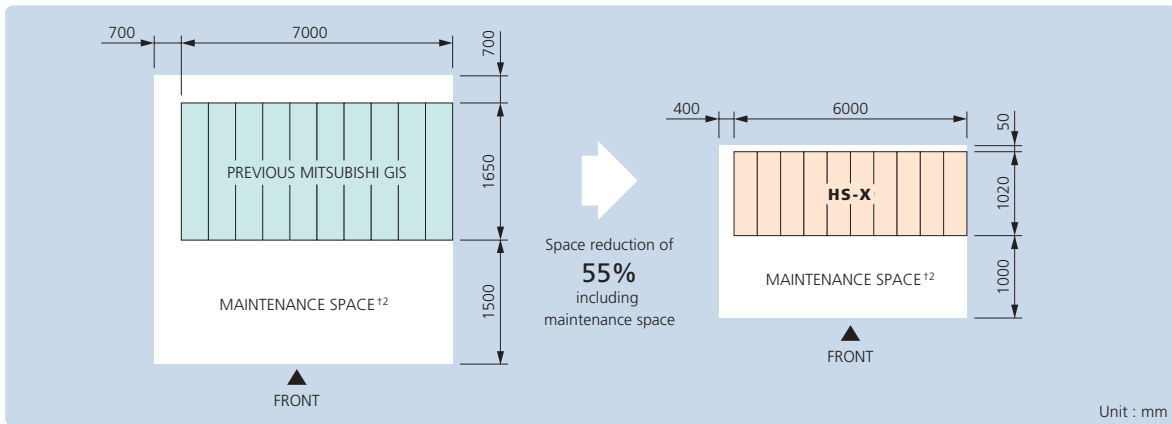 700
7000
700
PREVIOUS MITSUBISHI GIS
1650
MAINTENANCE SPACE†2
1500
FRONT
Space reduction of
55%
including
maintenance space
400
6000
50
HS-X
1020
MAINTENANCE SPACE†2
1000
FRONT
Unit : mm